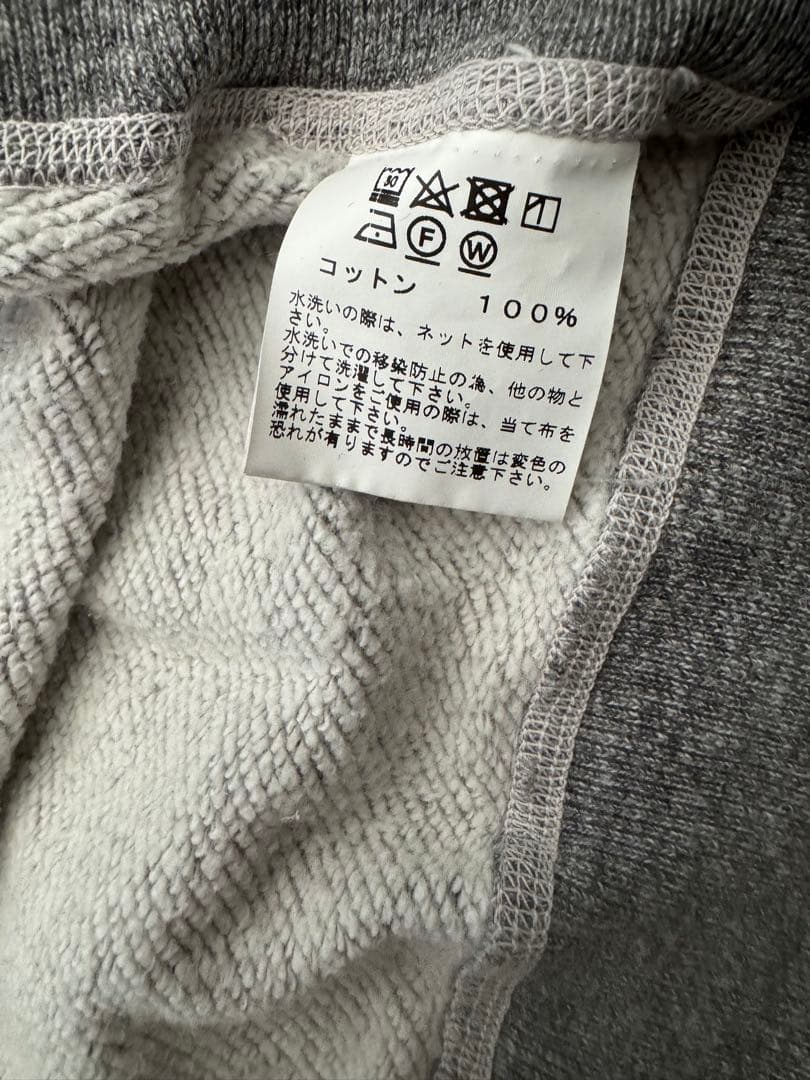 30
F W
コットン 100%
水洗いの際は、ネットを使用して下
さい。
水洗いでの移染防止の為、他の物と
分けて洗濯して下さい。
アイロンをご使用の際は、当て布を
使用して下さい。
濡れたままで長時間の放置は変色の
恐れが有りますのでご注意下さい。